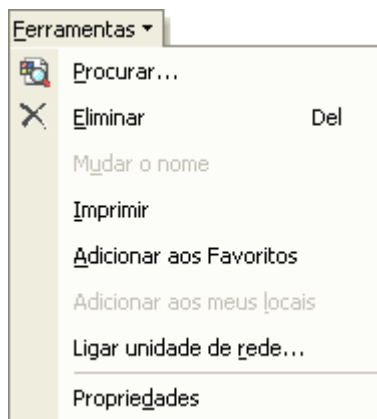 Ferramentas
Procurar...
Eliminar Del
Mudar o nome
Imprimir
Adicionar aos Favoritos
Adicionar aos meus locais
Ligar unidade de rede...
Propriedades